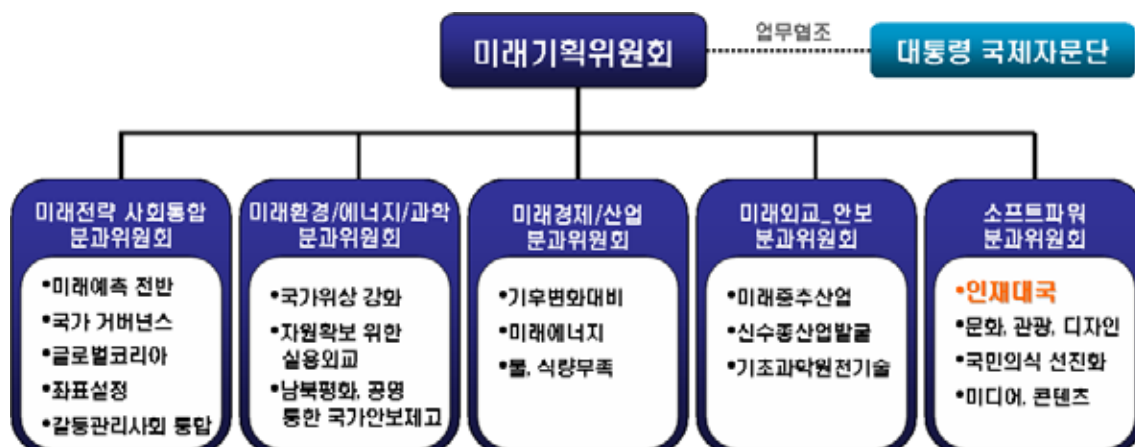 미래기획위원회
업무협조
대통령 국제자문단
미래전략 사회통합
분과위원회
•미래예측 전반
•국가 거버넌스
•글로벌코리아
•좌표설정
•갈등관리사회 통합
미래환경/에너지/과학
분과위원회
•국가위상 강화
•자원확보 위한
실용외교
•남북평화, 공영
통한 국가안보제고
미래경제/산업
분과위원회
•기후변화대비
•미래에너지
•물, 식량부족
미래외교_안보
분과위원회
•미래중추산업
•신수종산업발굴
•기초과학원전기술
소프트파워
분과위원회
•인재대국
•문화, 관광, 디자인
•국민의식 선진화
•미디어, 콘텐츠